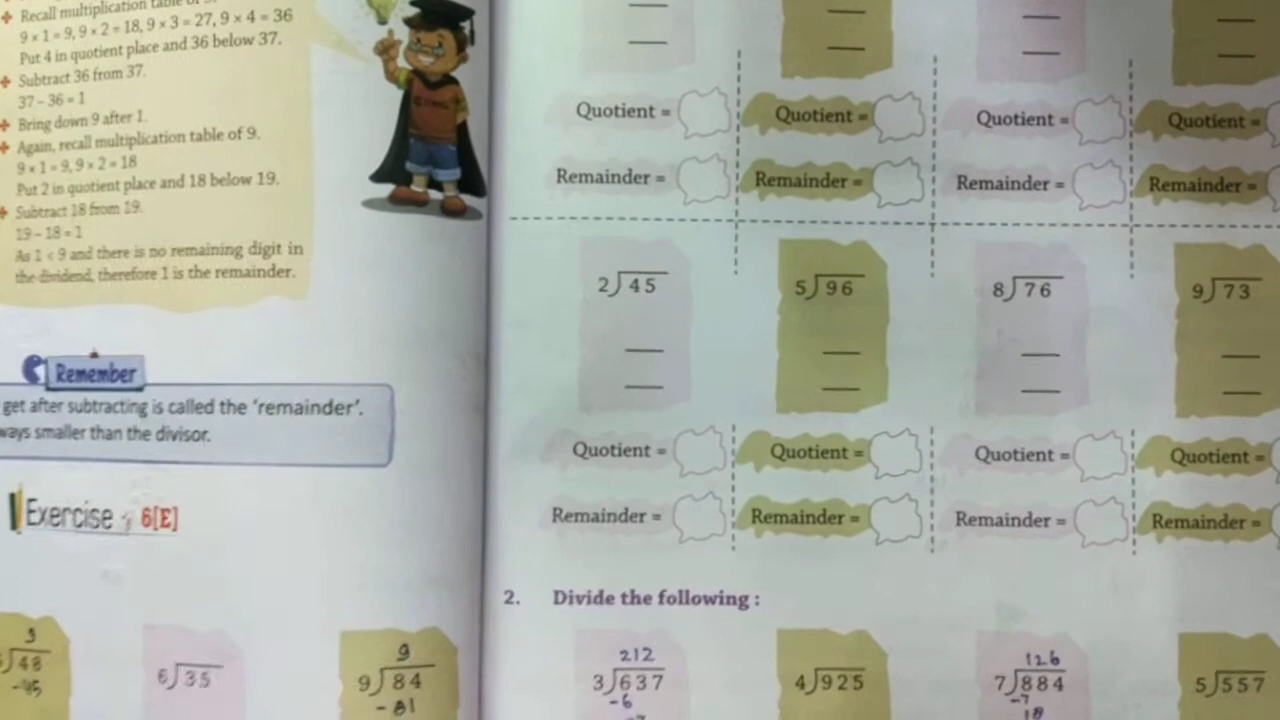 Recall multiplication table of
9 × 1 = 9, 9 × 2 = 18, 9 × 3 = 27, 9 × 4 = 36
Put 4 in quotient place and 36 below 37.
Subtract 36 from 37.
37 - 36 = 1
Bring down 9 after 1.
Again, recall multiplication table of 9.
9 × 1 = 9, 9 × 2 = 18
Put 2 in quotient place and 18 below 19.
Subtract 18 from 19.
19 - 18 = 1
As 1 < 9 and there is no remaining digit in
the dividend, therefore 1 is the remainder.
Remember
get after subtracting is called the 'remainder'.
ways smaller than the divisor.
Exercise 6[E]
3
48
-45
6)35
9
9)84
-81
Quotient = Quotient = Quotient = Quotient =
Remainder = Remainder = Remainder = Remainder =
2)45 5)96 8)76 9)73
Quotient = Quotient = Quotient = Quotient =
Remainder = Remainder = Remainder = Remainder =
2. Divide the following :
212 126
3)637 4)925 7)884 5)557
-6 -7
18